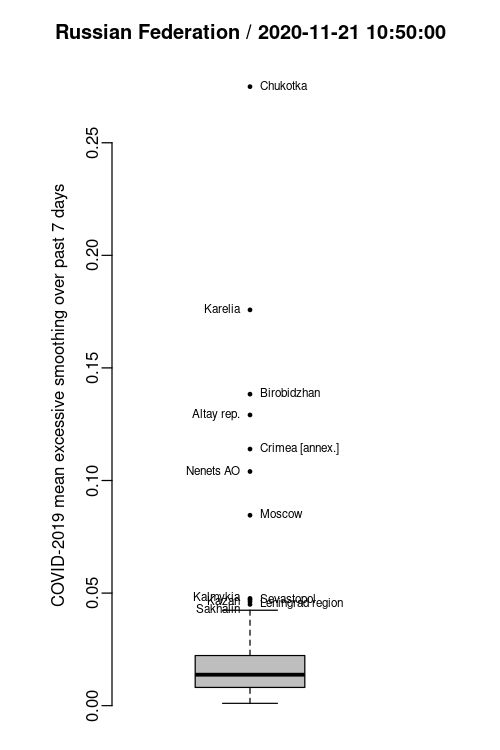 Russian Federation / 2020-11-21 10:50:00
Chukotka
0.25
0.20
Karelia
0.15
Birobidzhan
Altay rep.
Crimea [annex.]
Nenets AO
0.10
Moscow
0.05
Kalmykia
Sevastopol
Kazan
Leningrad region
Sakhalin
0.00
COVID-2019 mean excessive smoothing over past 7 days